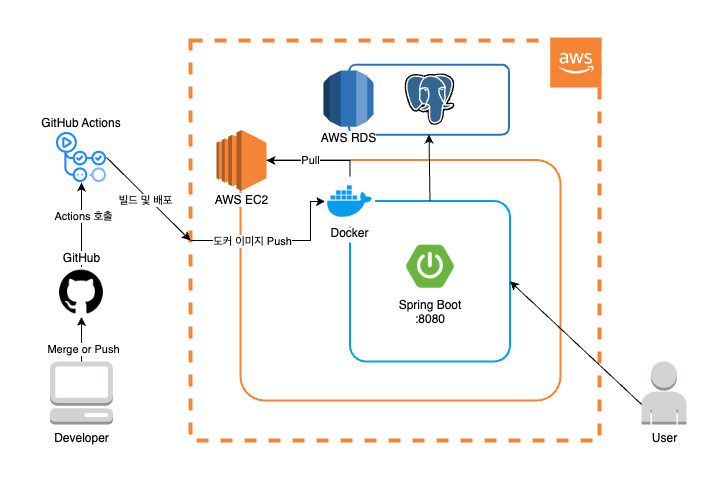 aws
GitHub Actions
AWS RDS
Pull
AWS EC2
빌드 및 배포
Actions 호출
Docker
도커 이미지 Push
GitHub
Spring Boot
:8080
Merge or Push
Developer
User